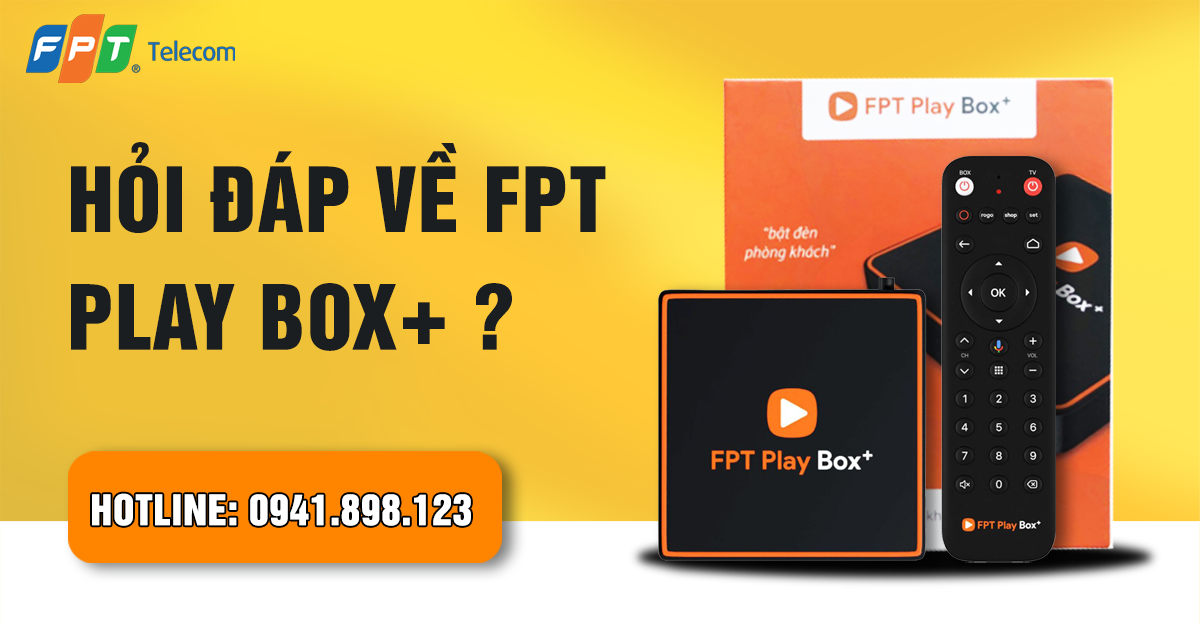 FPT® Telecom
HỎI ĐÁP VỀ FPT
PLAY BOX+ ?
HOTLINE: 0941.898.123
FPT Play Box+
"bật đèn
phòng khách"
Box+
FPT Play Box+
kh
BOX TV
rogo shop set
OK
CH VOL
+
−
1 2 3
4 5 6
7 8 9
0
FPT Play Box+